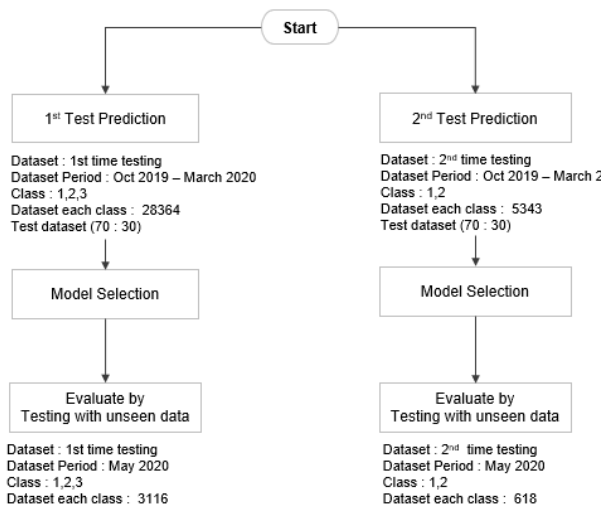 Start
1st Test Prediction
Dataset : 1st time testing
Dataset Period : Oct 2019 – March 2020
Class : 1,2,3
Dataset each class : 28364
Test dataset (70 : 30)
Model Selection
Evaluate by
Testing with unseen data
Dataset : 1st time testing
Dataset Period : May 2020
Class : 1,2,3
Dataset each class : 3116
2nd Test Prediction
Dataset : 2nd time testing
Dataset Period : Oct 2019 – March 2
Class : 1,2
Dataset each class : 5343
Test dataset (70 : 30)
Model Selection
Evaluate by
Testing with unseen data
Dataset : 2nd time testing
Dataset Period : May 2020
Class : 1,2
Dataset each class : 618